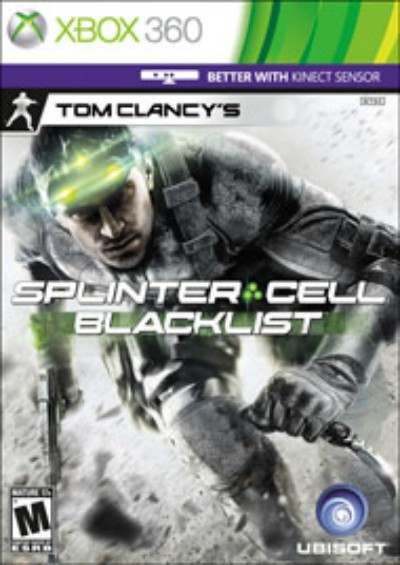 XBOX 360
BETTER WITH KINECT SENSOR
TOM CLANCY'S
SPLINTER CELL
BLACKLIST
MATURE 17+
M
ESRB
UBISOFT